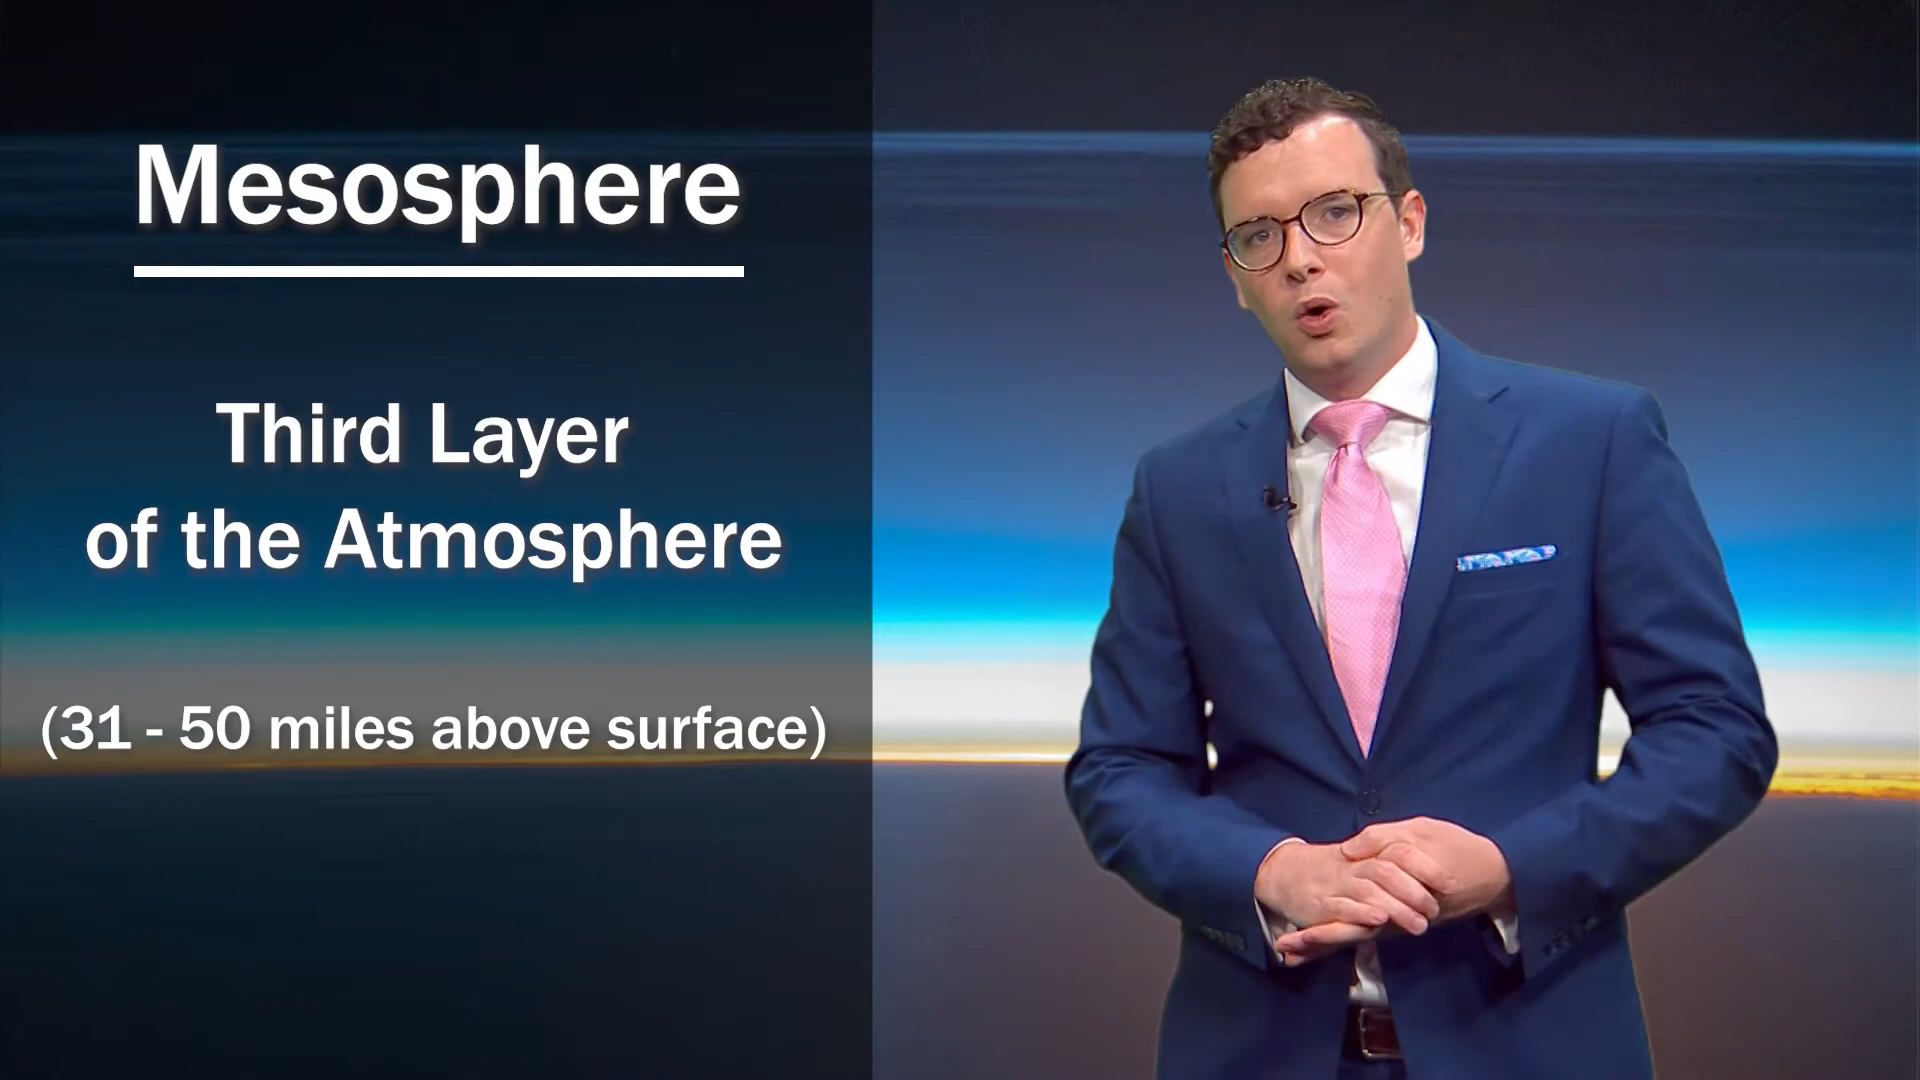 Mesosphere
Third Layer
of the Atmosphere
(31 - 50 miles above surface)